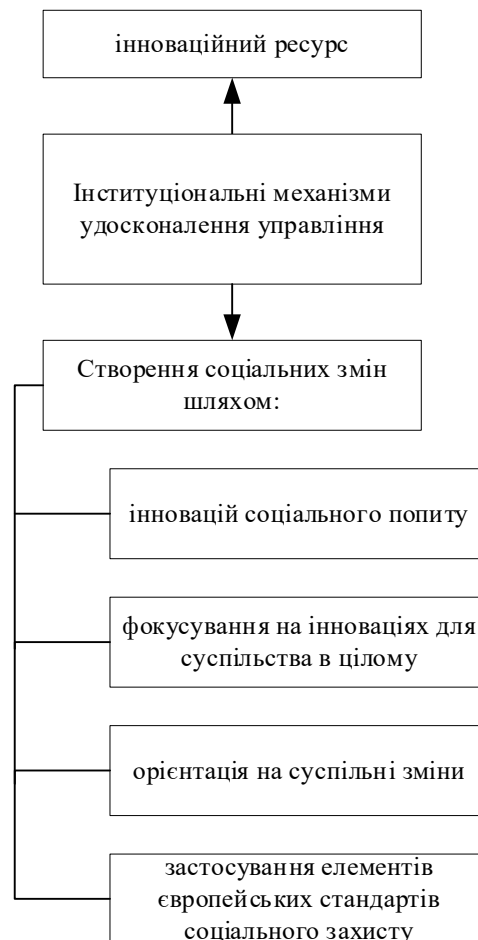 інноваційний ресурс
Інституціональні механізми
удосконалення управління
Створення соціальних змін
шляхом:
інновацій соціального попиту
фокусування на інноваціях для
суспільства в цілому
орієнтація на суспільні зміни
застосування елементів
європейських стандартів
соціального захисту